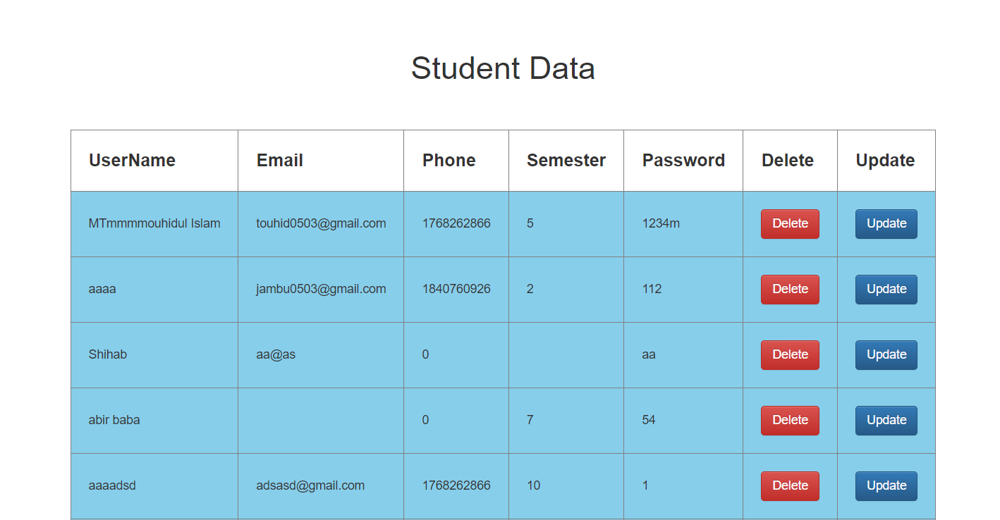 Student Data
UserName Email Phone Semester Password Delete Update
MTmmmmouhidul Islam touhid0503@gmail.com 1768262866 5 1234m Delete Update
aaaa jambu0503@gmail.com 1840760926 2 112 Delete Update
Shihab aa@as 0 aa Delete Update
abir baba 0 7 54 Delete Update
aaaadsd adsasd@gmail.com 1768262866 10 1 Delete Update